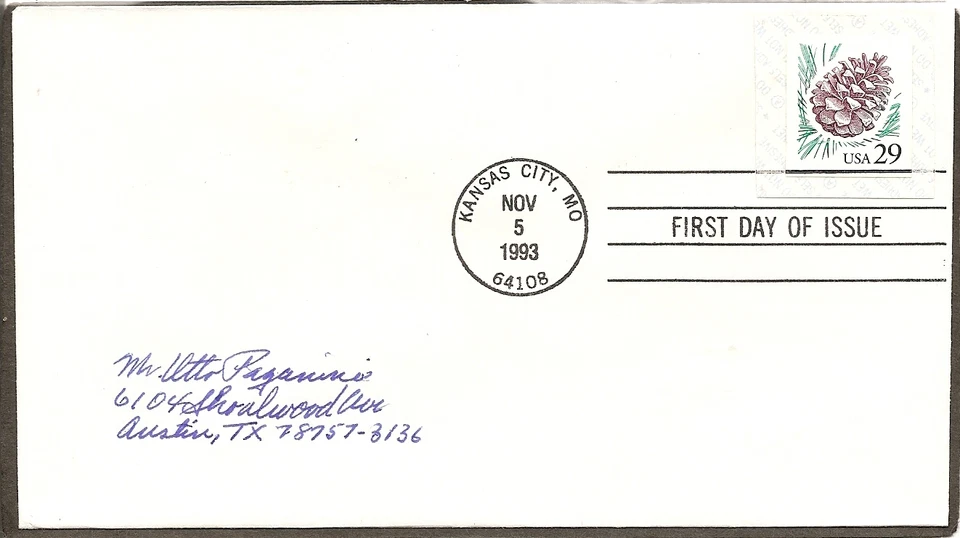 USA 29
KANSAS CITY, MO
NOV
5
1993
64108
FIRST DAY OF ISSUE
Mr. Otto Paganinie
6104 Shoalwood Ave
Austin, TX 78757-3136